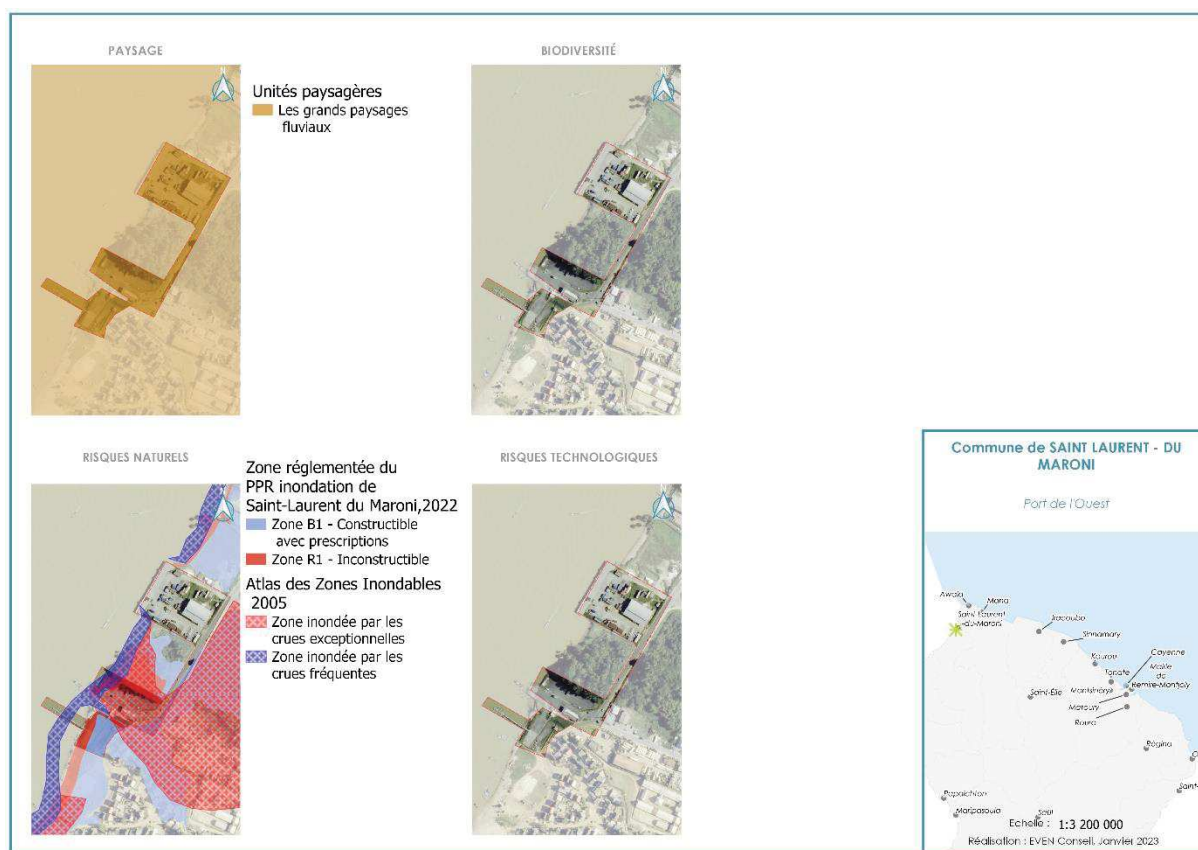 PAYSAGE
N
Unités paysagères
Les grands paysages
fluviaux
BIODIVERSITÉ
N
RISQUES NATURELS
N
Zone réglementée du
PPR inondation de
Saint-Laurent du Maroni,2022
Zone B1 - Constructible
avec prescriptions
Zone R1 - Inconstructible
Atlas des Zones Inondables
2005
Zone inondée par les
crues exceptionnelles
Zone inondée par les
crues fréquentes
RISQUES TECHNOLOGIQUES
N
Commune de SAINT LAURENT - DU
MARONI
Port de l'Ouest
Awala
Mana
Saint-Laurent
-du-Maroni
Iracoubo
Sinnamary
Kourou
Cayenne
Tonate
Matoury
Saint-Élie
Roura
Régina
Saint-
Papaichton
Maripasoula
Saül
Echelle : 1:3 200 000
Réalisation : EVEN Conseil, Janvier 2023